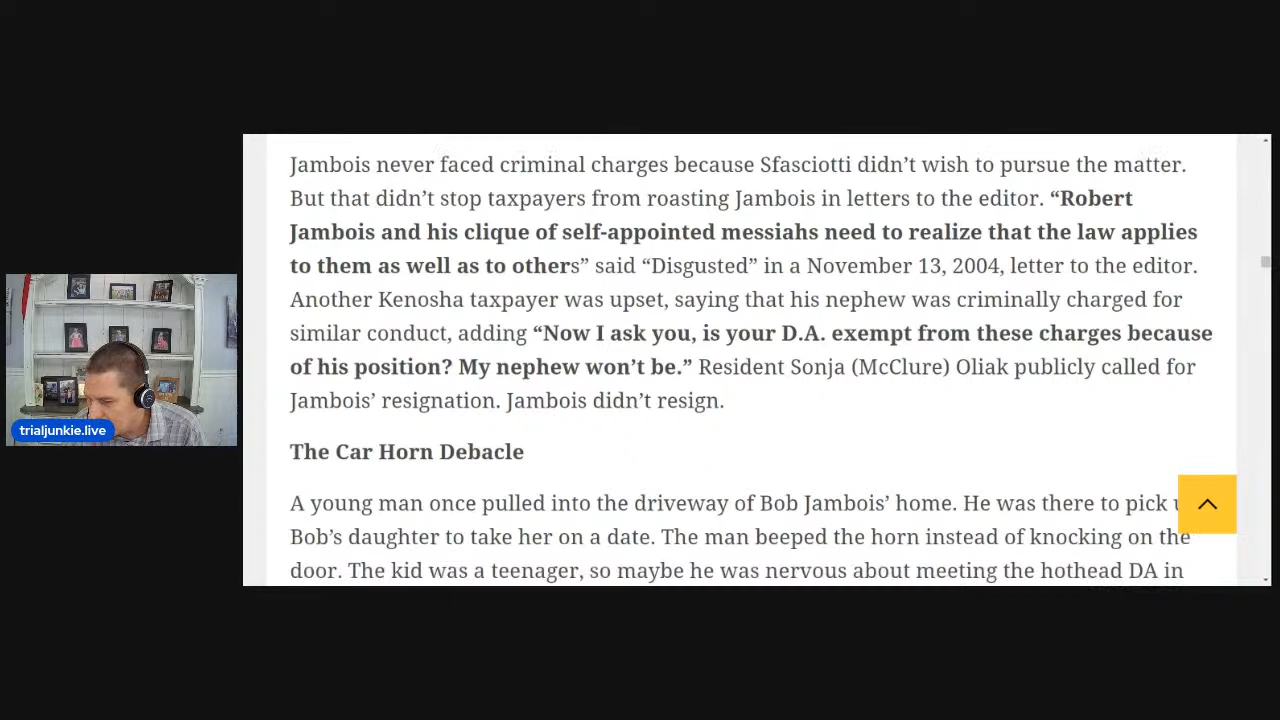 Jambois never faced criminal charges because Sfasciotti didn’t wish to pursue the matter.
But that didn’t stop taxpayers from roasting Jambois in letters to the editor. “Robert
Jambois and his clique of self-appointed messiahs need to realize that the law applies
to them as well as to others” said “Disgusted” in a November 13, 2004, letter to the editor.
Another Kenosha taxpayer was upset, saying that his nephew was criminally charged for
similar conduct, adding “Now I ask you, is your D.A. exempt from these charges because
of his position? My nephew won’t be.” Resident Sonja (McClure) Oliak publicly called for
Jambois’ resignation. Jambois didn’t resign.
The Car Horn Debacle
A young man once pulled into the driveway of Bob Jambois’ home. He was there to pick
Bob’s daughter to take her on a date. The man beeped the horn instead of knocking on the
door. The kid was a teenager, so maybe he was nervous about meeting the hothead DA in
trialjunkie.live